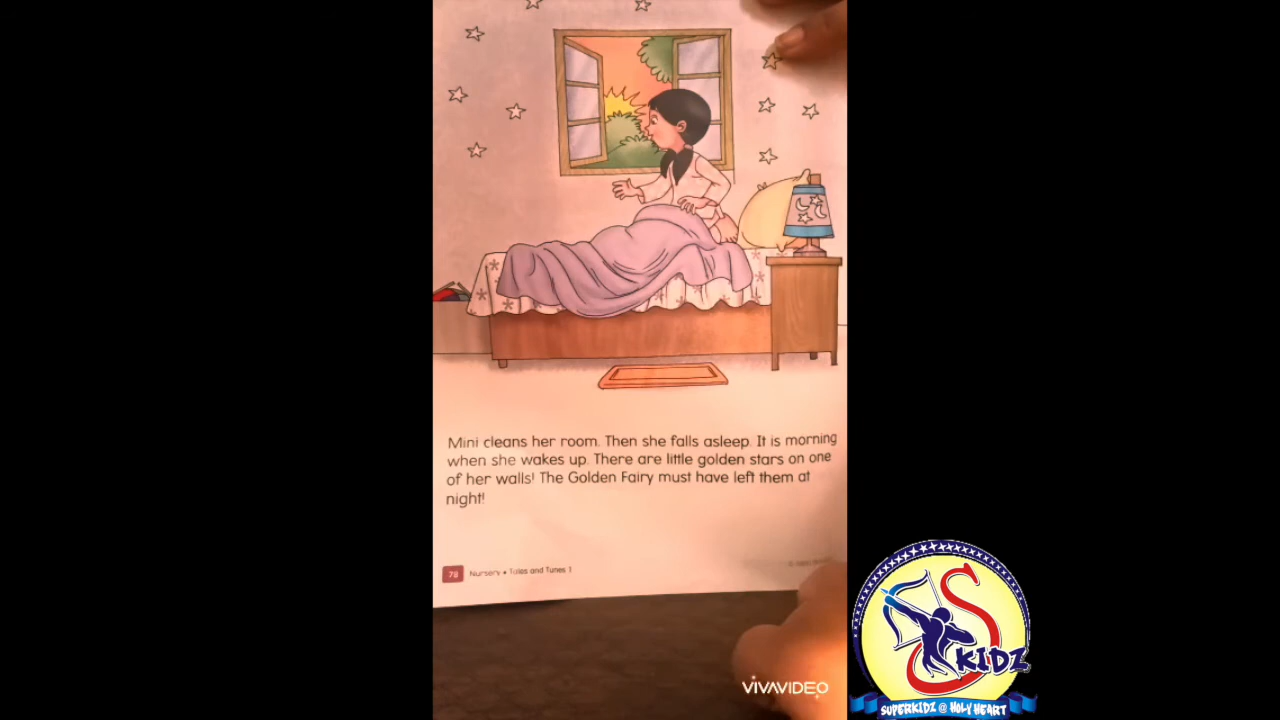 Mini cleans her room. Then she falls asleep. It is morning
when she wakes up. There are little golden stars on one
of her walls! The Golden Fairy must have left them at
night!
78 Nursery • Tales and Tunes 1
VIVAVIDEO
S
KIDZ
SUPERKIDZ @ HOLY HEART